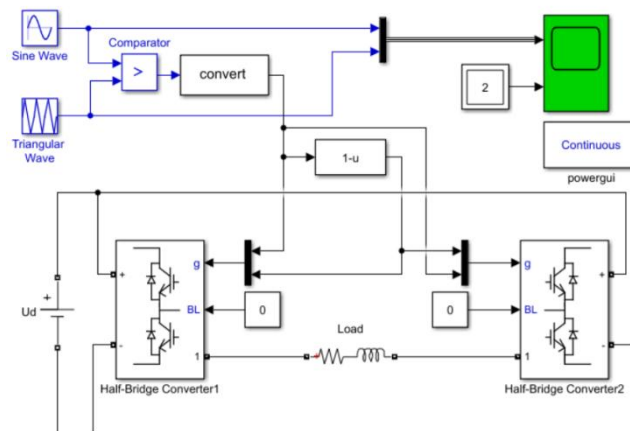 Sine Wave
Comparator
>
convert
2
Triangular
Wave
1-u
Continuous
powergui
+
Ud
+
-
g
BL
1
Half-Bridge Converter1
0
Load
+
0
g
BL
1
+
-
Half-Bridge Converter2